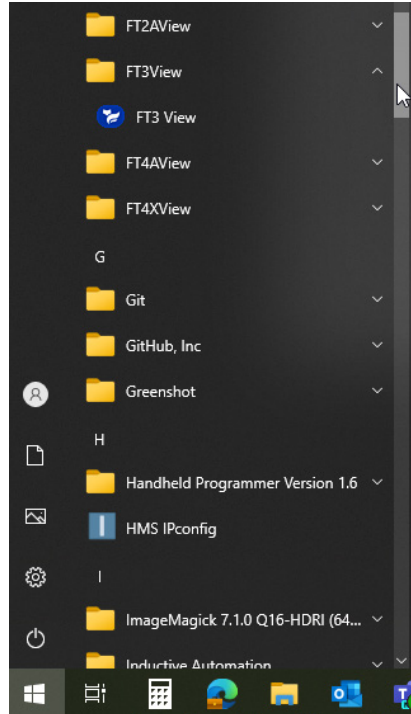 FT2AView
FT3View
FT3 View
FT4AView
FT4XView
G
Git
GitHub, Inc
Greenshot
H
Handheld Programmer Version 1.6
HMS IPconfig
I
ImageMagick 7.1.0 Q16-HDRI (64...
Inductive Automation